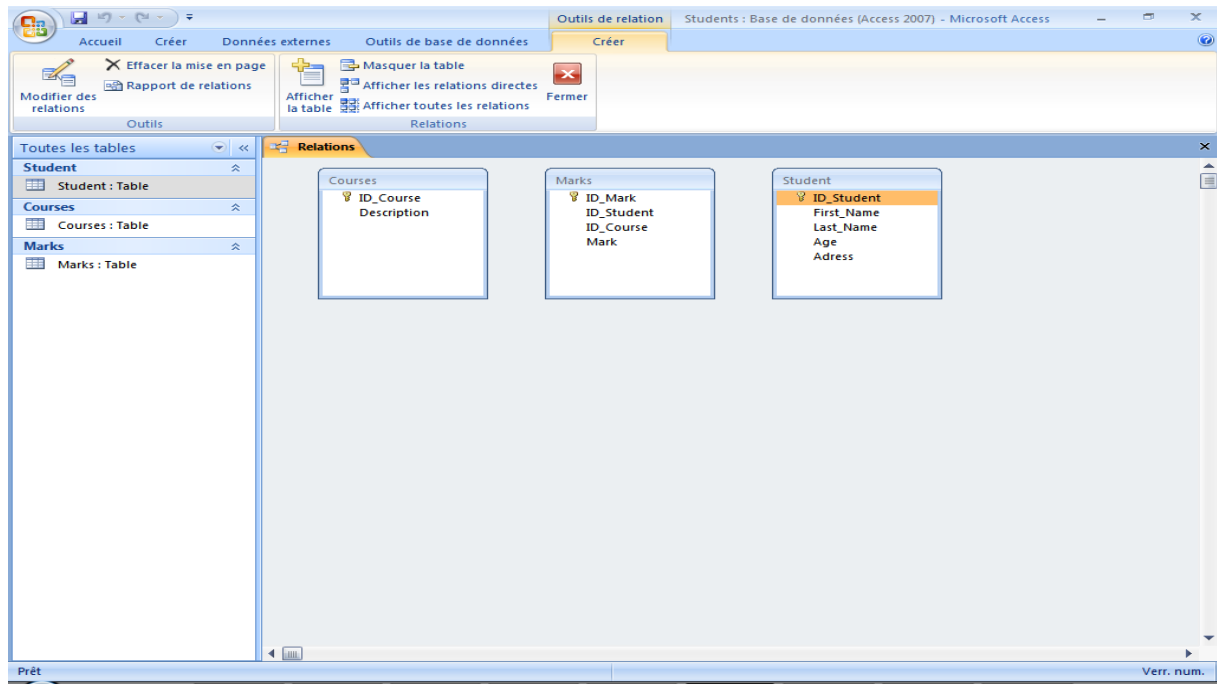 Outils de relation Students : Base de données (Access 2007) - Microsoft Access
Accueil Créer Données externes Outils de base de données Créer
Modifier des relations
Effacer la mise en page
Rapport de relations
Outils
Afficher la table
Masquer la table
Afficher les relations directes
Afficher toutes les relations
Fermer
Relations
Toutes les tables
Student
Student : Table
Courses
Courses : Table
Marks
Marks : Table
Relations
Courses
ID_Course
Description
Marks
ID_Mark
ID_Student
ID_Course
Mark
Student
ID_Student
First_Name
Last_Name
Age
Adress
Prêt
Verr. num.